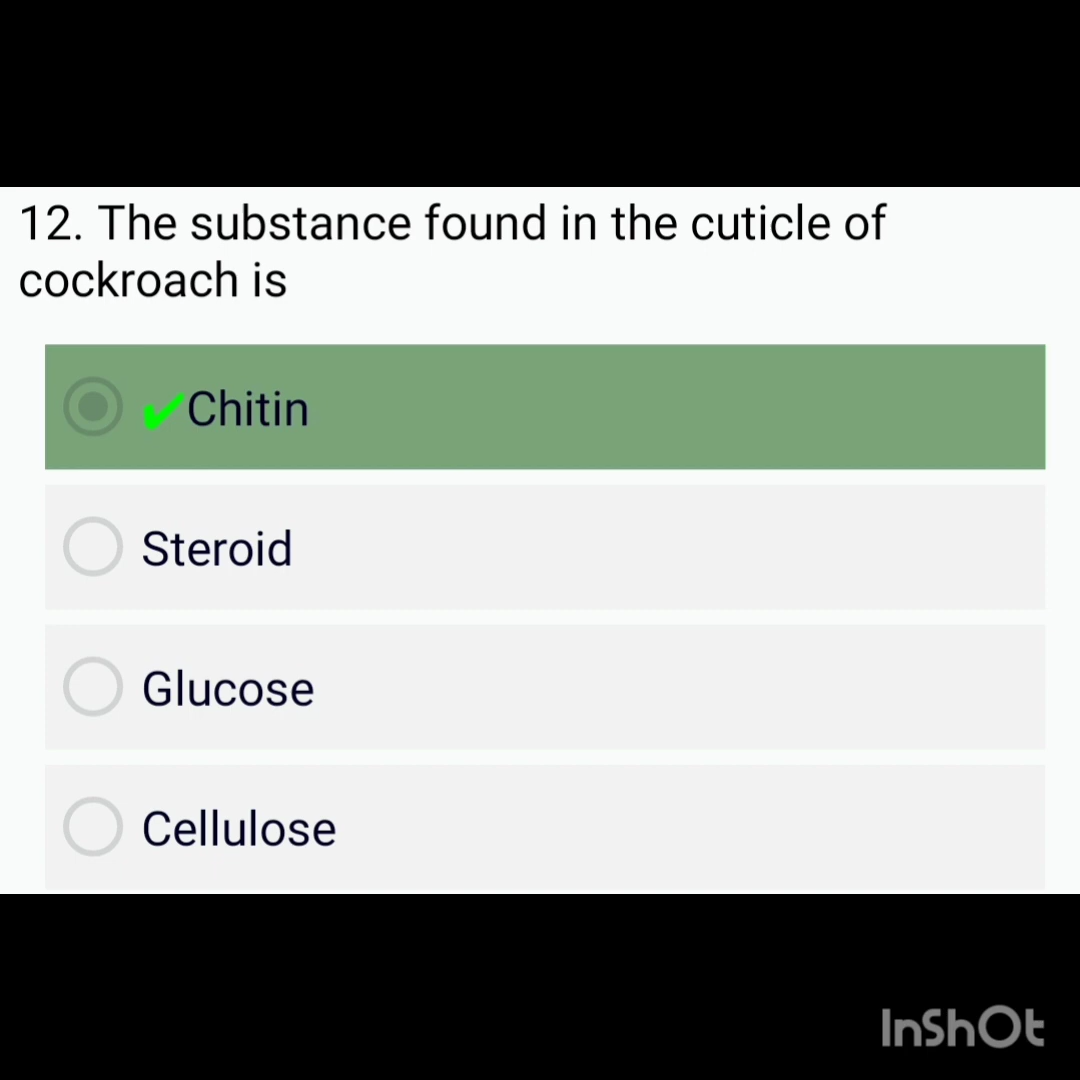 12. The substance found in the cuticle of
cockroach is
✔Chitin
Steroid
Glucose
Cellulose
InShOt